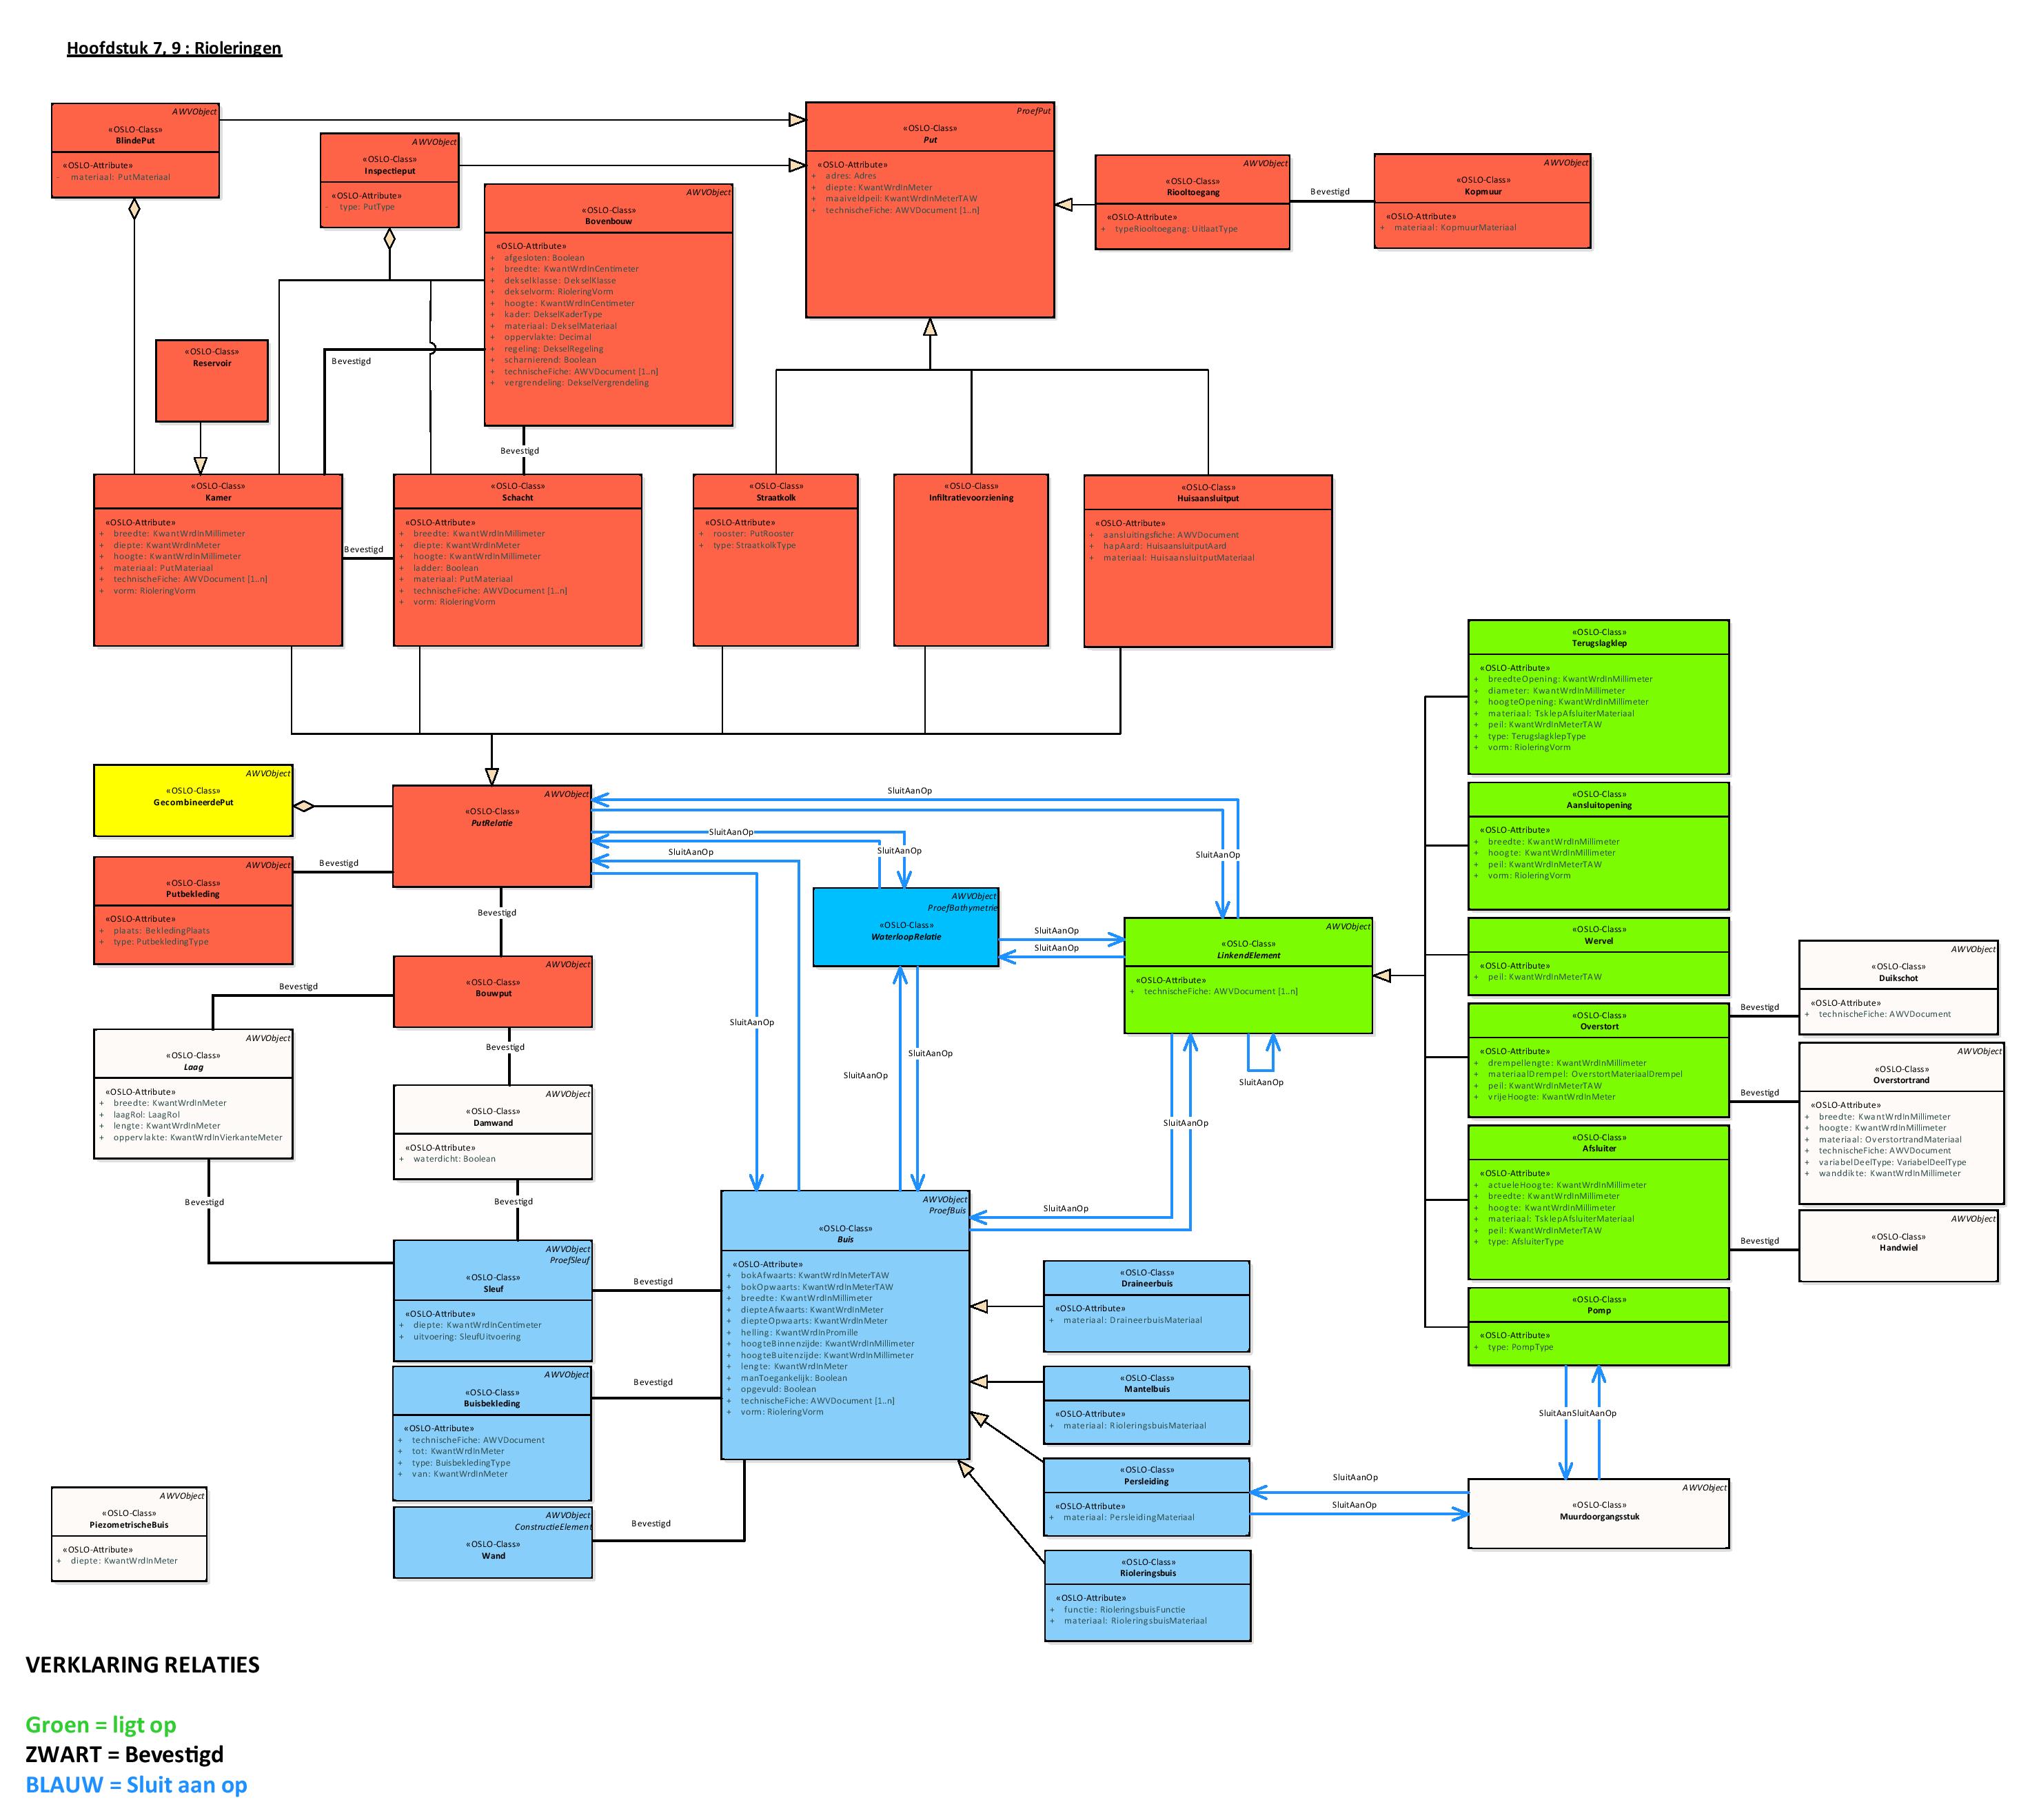 Hoofdstuk 7, 9 : Rioleringen
AWVObject
«OSLO-Class»
BlindePut
«OSLO-Attribute»
- materiaal: PutMateriaal
AWVObject
«OSLO-Class»
Inspectieput
«OSLO-Attribute»
- type: PutType
AWVObject
«OSLO-Class»
Bovenbouw
«OSLO-Attribute»
+ afgesloten: Boolean
+ breedte: KwantWrdInCentimeter
+ dekselklasse: DekselKlasse
+ dekselvorm: RioleringVorm
+ hoogte: KwantWrdInCentimeter
+ kader: DekselKaderType
+ materiaal: DekselMateriaal
+ oppervlakte: Decimal
+ regeling: DekselRegeling
+ scharnierend: Boolean
+ technischeFiche: AWVDocument [1..n]
+ vergrendeling: DekselVergrendeling
ProefPut
«OSLO-Class»
Put
«OSLO-Attribute»
+ adres: Adres
+ diepte: KwantWrdInMeter
+ maaiveldpeil: KwantWrdInMeterTAW
+ technischeFiche: AWVDocument [1..n]
AWVObject
«OSLO-Class»
Riooltoegang
«OSLO-Attribute»
+ typeRiooltoegang: UitlaatType
Bevestigd
AWVObject
«OSLO-Class»
Kopmuur
«OSLO-Attribute»
+ materiaal: KopmuurMateriaal
«OSLO-Class»
Reservoir
Bevestigd
Bevestigd
«OSLO-Class»
Kamer
«OSLO-Attribute»
+ breedte: KwantWrdInMillimeter
+ diepte: KwantWrdInMeter
+ hoogte: KwantWrdInMillimeter
+ materiaal: PutMateriaal
+ technischeFiche: AWVDocument [1..n]
+ vorm: RioleringVorm
Bevestigd
«OSLO-Class»
Schacht
«OSLO-Attribute»
+ breedte: KwantWrdInMillimeter
+ diepte: KwantWrdInMeter
+ hoogte: KwantWrdInMillimeter
+ ladder: Boolean
+ materiaal: PutMateriaal
+ technischeFiche: AWVDocument [1..n]
+ vorm: RioleringVorm
«OSLO-Class»
Straatkolk
«OSLO-Attribute»
+ rooster: PutRooster
+ type: StraatkolkType
«OSLO-Class»
Infiltratievoorziening
«OSLO-Class»
Huisaansluitput
«OSLO-Attribute»
+ aansluitingsfiche: AWVDocument
+ hapAard: HuisaansluitputAard
+ materiaal: HuisaansluitputMateriaal
«OSLO-Class»
Terugslagklep
«OSLO-Attribute»
+ breedteOpening: KwantWrdInMillimeter
+ diameter: KwantWrdInMillimeter
+ hoogteOpening: KwantWrdInMillimeter
+ materiaal: TsklepAfsluiterMateriaal
+ peil: KwantWrdInMeterTAW
+ type: TerugslagklepType
+ vorm: RioleringVorm
«OSLO-Class»
Aansluitopening
«OSLO-Attribute»
+ breedte: KwantWrdInMillimeter
+ hoogte: KwantWrdInMillimeter
+ peil: KwantWrdInMeterTAW
+ vorm: RioleringVorm
«OSLO-Class»
Wervel
«OSLO-Attribute»
+ peil: KwantWrdInMeterTAW
«OSLO-Class»
Overstort
«OSLO-Attribute»
+ drempellengte: KwantWrdInMillimeter
+ materiaalDrempel: OverstortMateriaalDrempel
+ peil: KwantWrdInMeterTAW
+ vrijeHoogte: KwantWrdInMeter
«OSLO-Class»
Afsluiter
«OSLO-Attribute»
+ actueleHoogte: KwantWrdInMillimeter
+ breedte: KwantWrdInMillimeter
+ hoogte: KwantWrdInMillimeter
+ materiaal: TsklepAfsluiterMateriaal
+ peil: KwantWrdInMeterTAW
+ type: AfsluiterType
«OSLO-Class»
Pomp
«OSLO-Attribute»
+ type: PompType
Bevestigd
Bevestigd
Bevestigd
AWVObject
«OSLO-Class»
Duikschot
«OSLO-Attribute»
+ technischeFiche: AWVDocument
AWVObject
«OSLO-Class»
Overstortrand
«OSLO-Attribute»
+ breedte: KwantWrdInMillimeter
+ hoogte: KwantWrdInMillimeter
+ materiaal: OverstortrandMateriaal
+ technischeFiche: AWVDocument
+ variabelDeelType: VariabelDeelType
+ wanddikte: KwantWrdInMillimeter
AWVObject
«OSLO-Class»
Handwiel
AWVObject
«OSLO-Class»
GecombineerdePut
AWVObject
«OSLO-Class»
PutRelatie
AWVObject
«OSLO-Class»
Putbekleding
«OSLO-Attribute»
+ plaats: BekledingPlaats
+ type: PutbekledingType
Bevestigd
Bevestigd
SluitAanOp
SluitAanOp
SluitAanOp
SluitAanOp
SluitAanOp
AWVObject
ProefBathymetrie
«OSLO-Class»
WaterloopRelatie
SluitAanOp
SluitAanOp
AWVObject
«OSLO-Class»
LinkendElement
«OSLO-Attribute»
+ technischeFiche: AWVDocument [1..n]
AWVObject
«OSLO-Class»
Bouwput
Bevestigd
Bevestigd
AWVObject
«OSLO-Class»
Laag
«OSLO-Attribute»
+ breedte: KwantWrdInMeter
+ laagRol: LaagRol
+ lengte: KwantWrdInMeter
+ oppervlakte: KwantWrdInVierkanteMeter
AWVObject
«OSLO-Class»
Damwand
«OSLO-Attribute»
+ waterdicht: Boolean
Bevestigd
Bevestigd
SluitAanOp
SluitAanOp
SluitAanOp
SluitAanOp
SluitAanOp
SluitAanOp
AWVObject
ProefSleuf
«OSLO-Class»
Sleuf
«OSLO-Attribute»
+ diepte: KwantWrdInCentimeter
+ uitvoering: SleufUitvoering
Bevestigd
AWVObject
«OSLO-Class»
Buisbekleding
«OSLO-Attribute»
+ technischeFiche: AWVDocument
+ tot: KwantWrdInMeter
+ type: BuisbekledingType
+ van: KwantWrdInMeter
Bevestigd
AWVObject
ConstructieElement
«OSLO-Class»
Wand
Bevestigd
AWVObject
ProefBuis
«OSLO-Class»
Buis
«OSLO-Attribute»
+ bokAfwaarts: KwantWrdInMeterTAW
+ bokOpwaarts: KwantWrdInMeterTAW
+ breedte: KwantWrdInMillimeter
+ diepteAfwaarts: KwantWrdInMeter
+ diepteOpwaarts: KwantWrdInMeter
+ helling: KwantWrdInPromille
+ hoogteBinnenzijde: KwantWrdInMillimeter
+ hoogteBuitenzijde: KwantWrdInMillimeter
+ lengte: KwantWrdInMeter
+ manToegankelijk: Boolean
+ opgevuld: Boolean
+ technischeFiche: AWVDocument [1..n]
+ vorm: RioleringVorm
«OSLO-Class»
Draineerbuis
«OSLO-Attribute»
+ materiaal: DraineerbuisMateriaal
«OSLO-Class»
Mantelbuis
«OSLO-Attribute»
+ materiaal: RioleringsbuisMateriaal
«OSLO-Class»
Persleiding
«OSLO-Attribute»
+ materiaal: PersleidingMateriaal
«OSLO-Class»
Rioleringsbuis
«OSLO-Attribute»
+ functie: RioleringsbuisFunctie
+ materiaal: RioleringsbuisMateriaal
SluitAanSluitAanOp
SluitAanOp
SluitAanOp
AWVObject
«OSLO-Class»
Muurdoorgangsstuk
AWVObject
«OSLO-Class»
PiezometrischeBuis
«OSLO-Attribute»
+ diepte: KwantWrdInMeter
VERKLARING RELATIES
Groen = ligt op
ZWART = Bevestigd
BLAUW = Sluit aan op